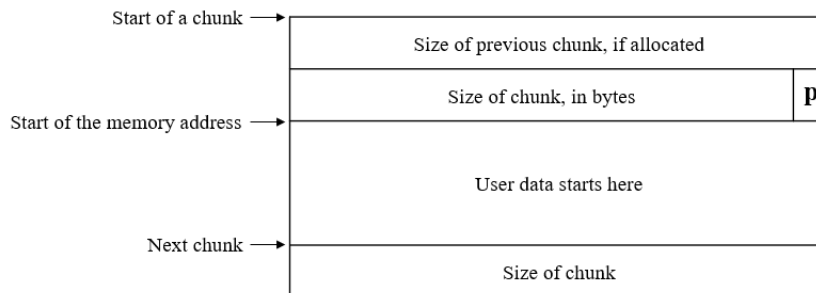 Start of a chunk
Size of previous chunk, if allocated
Size of chunk, in bytes
p
Start of the memory address
User data starts here
Next chunk
Size of chunk